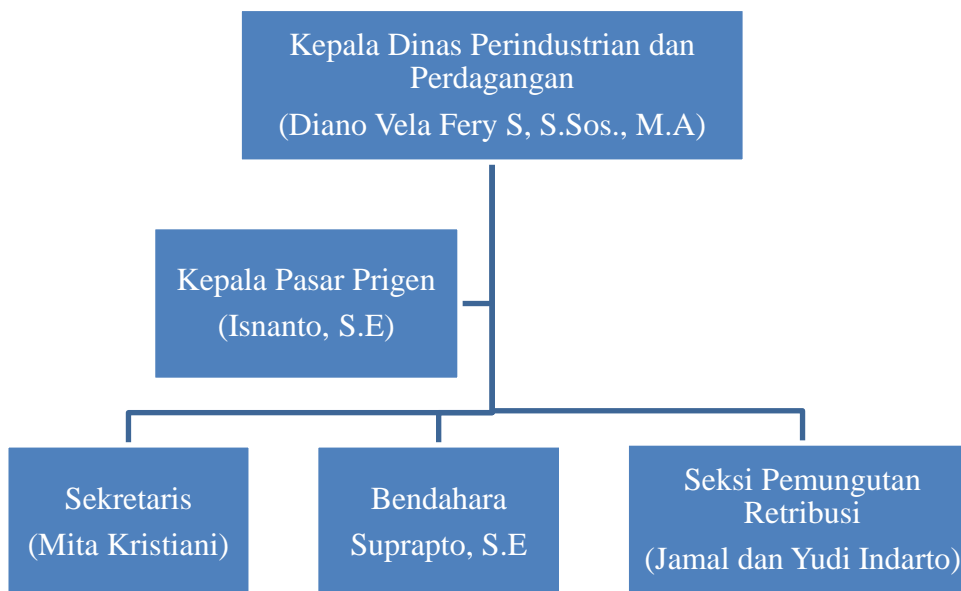 Kepala Dinas Perindustrian dan
Perdagangan
(Diano Vela Fery S, S.Sos., M.A)
Kepala Pasar Prigen
(Isnanto, S.E)
Sekretaris
(Mita Kristiani)
Bendahara
Suprapto, S.E
Seksi Pemungutan
Retribusi
(Jamal dan Yudi Indarto)